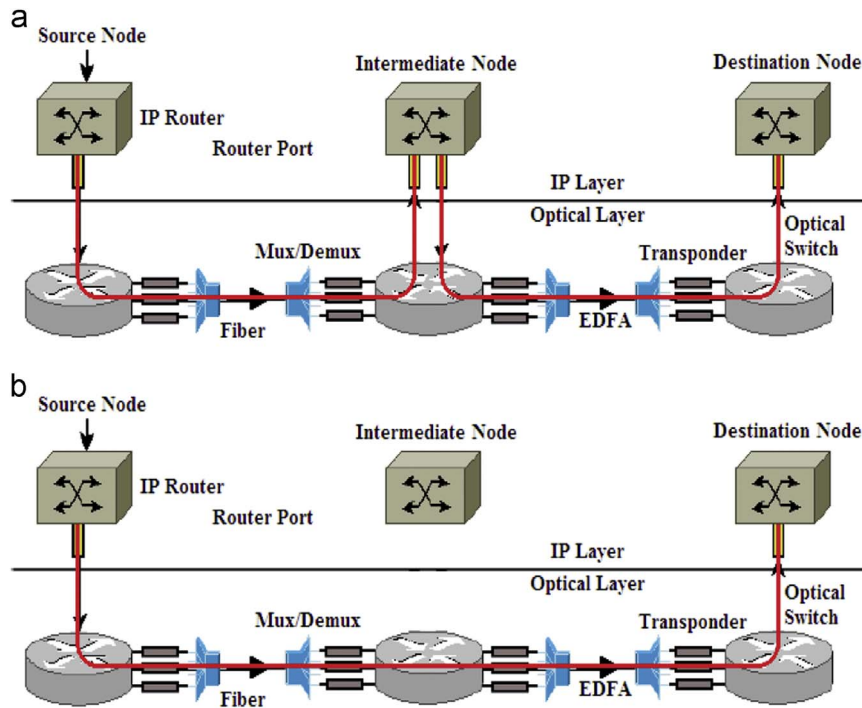 a
Source Node
Intermediate Node
Destination Node
IP Router
Router Port
IP Layer
Optical Layer
Optical
Switch
Mux/Demux
Transponder
Fiber
EDFA
b
Source Node
Intermediate Node
Destination Node
IP Router
Router Port
IP Layer
Optical Layer
Optical
Switch
Mux/Demux
Transponder
Fiber
EDFA